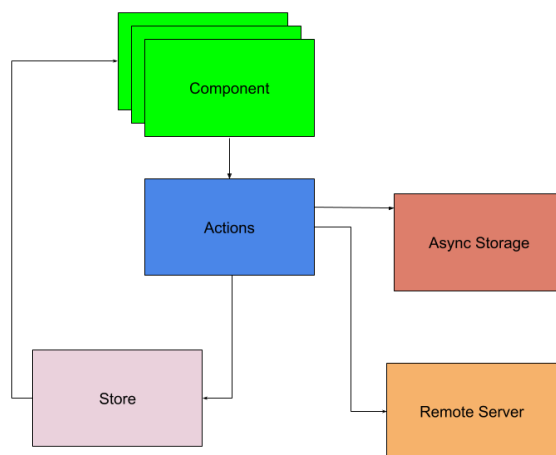 Component
Actions
Async Storage
Store
Remote Server